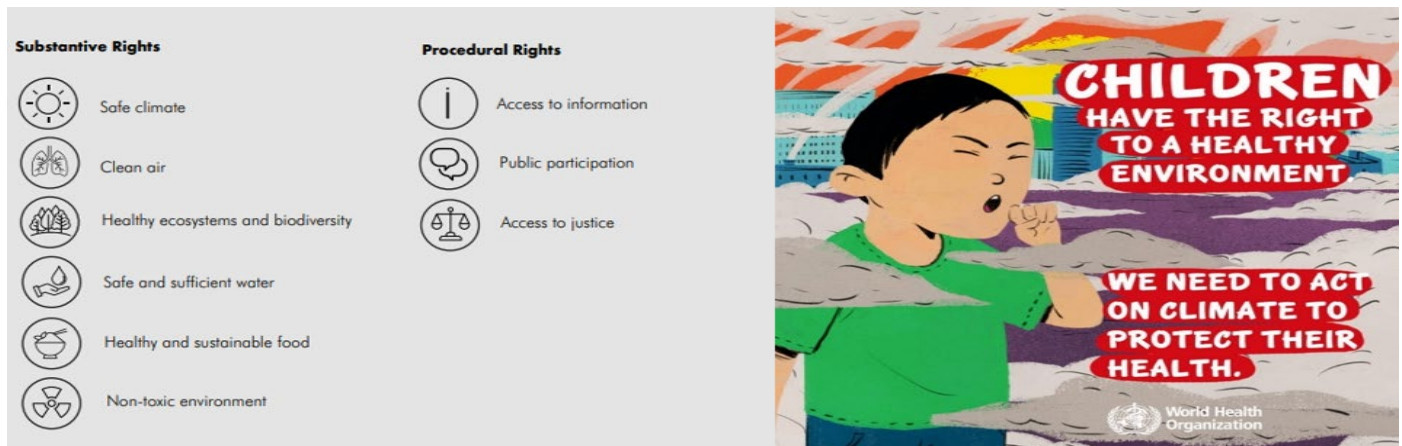 Substantive Rights
Safe climate
Clean air
Healthy ecosystems and biodiversity
Safe and sufficient water
Healthy and sustainable food
Non-toxic environment
Procedural Rights
i
Access to information
Public participation
Access to justice
CHILDREN
HAVE THE RIGHT
TO A HEALTHY
ENVIRONMENT.
WE NEED TO ACT
ON CLIMATE TO
PROTECT THEIR
HEALTH.
World Health
Organization